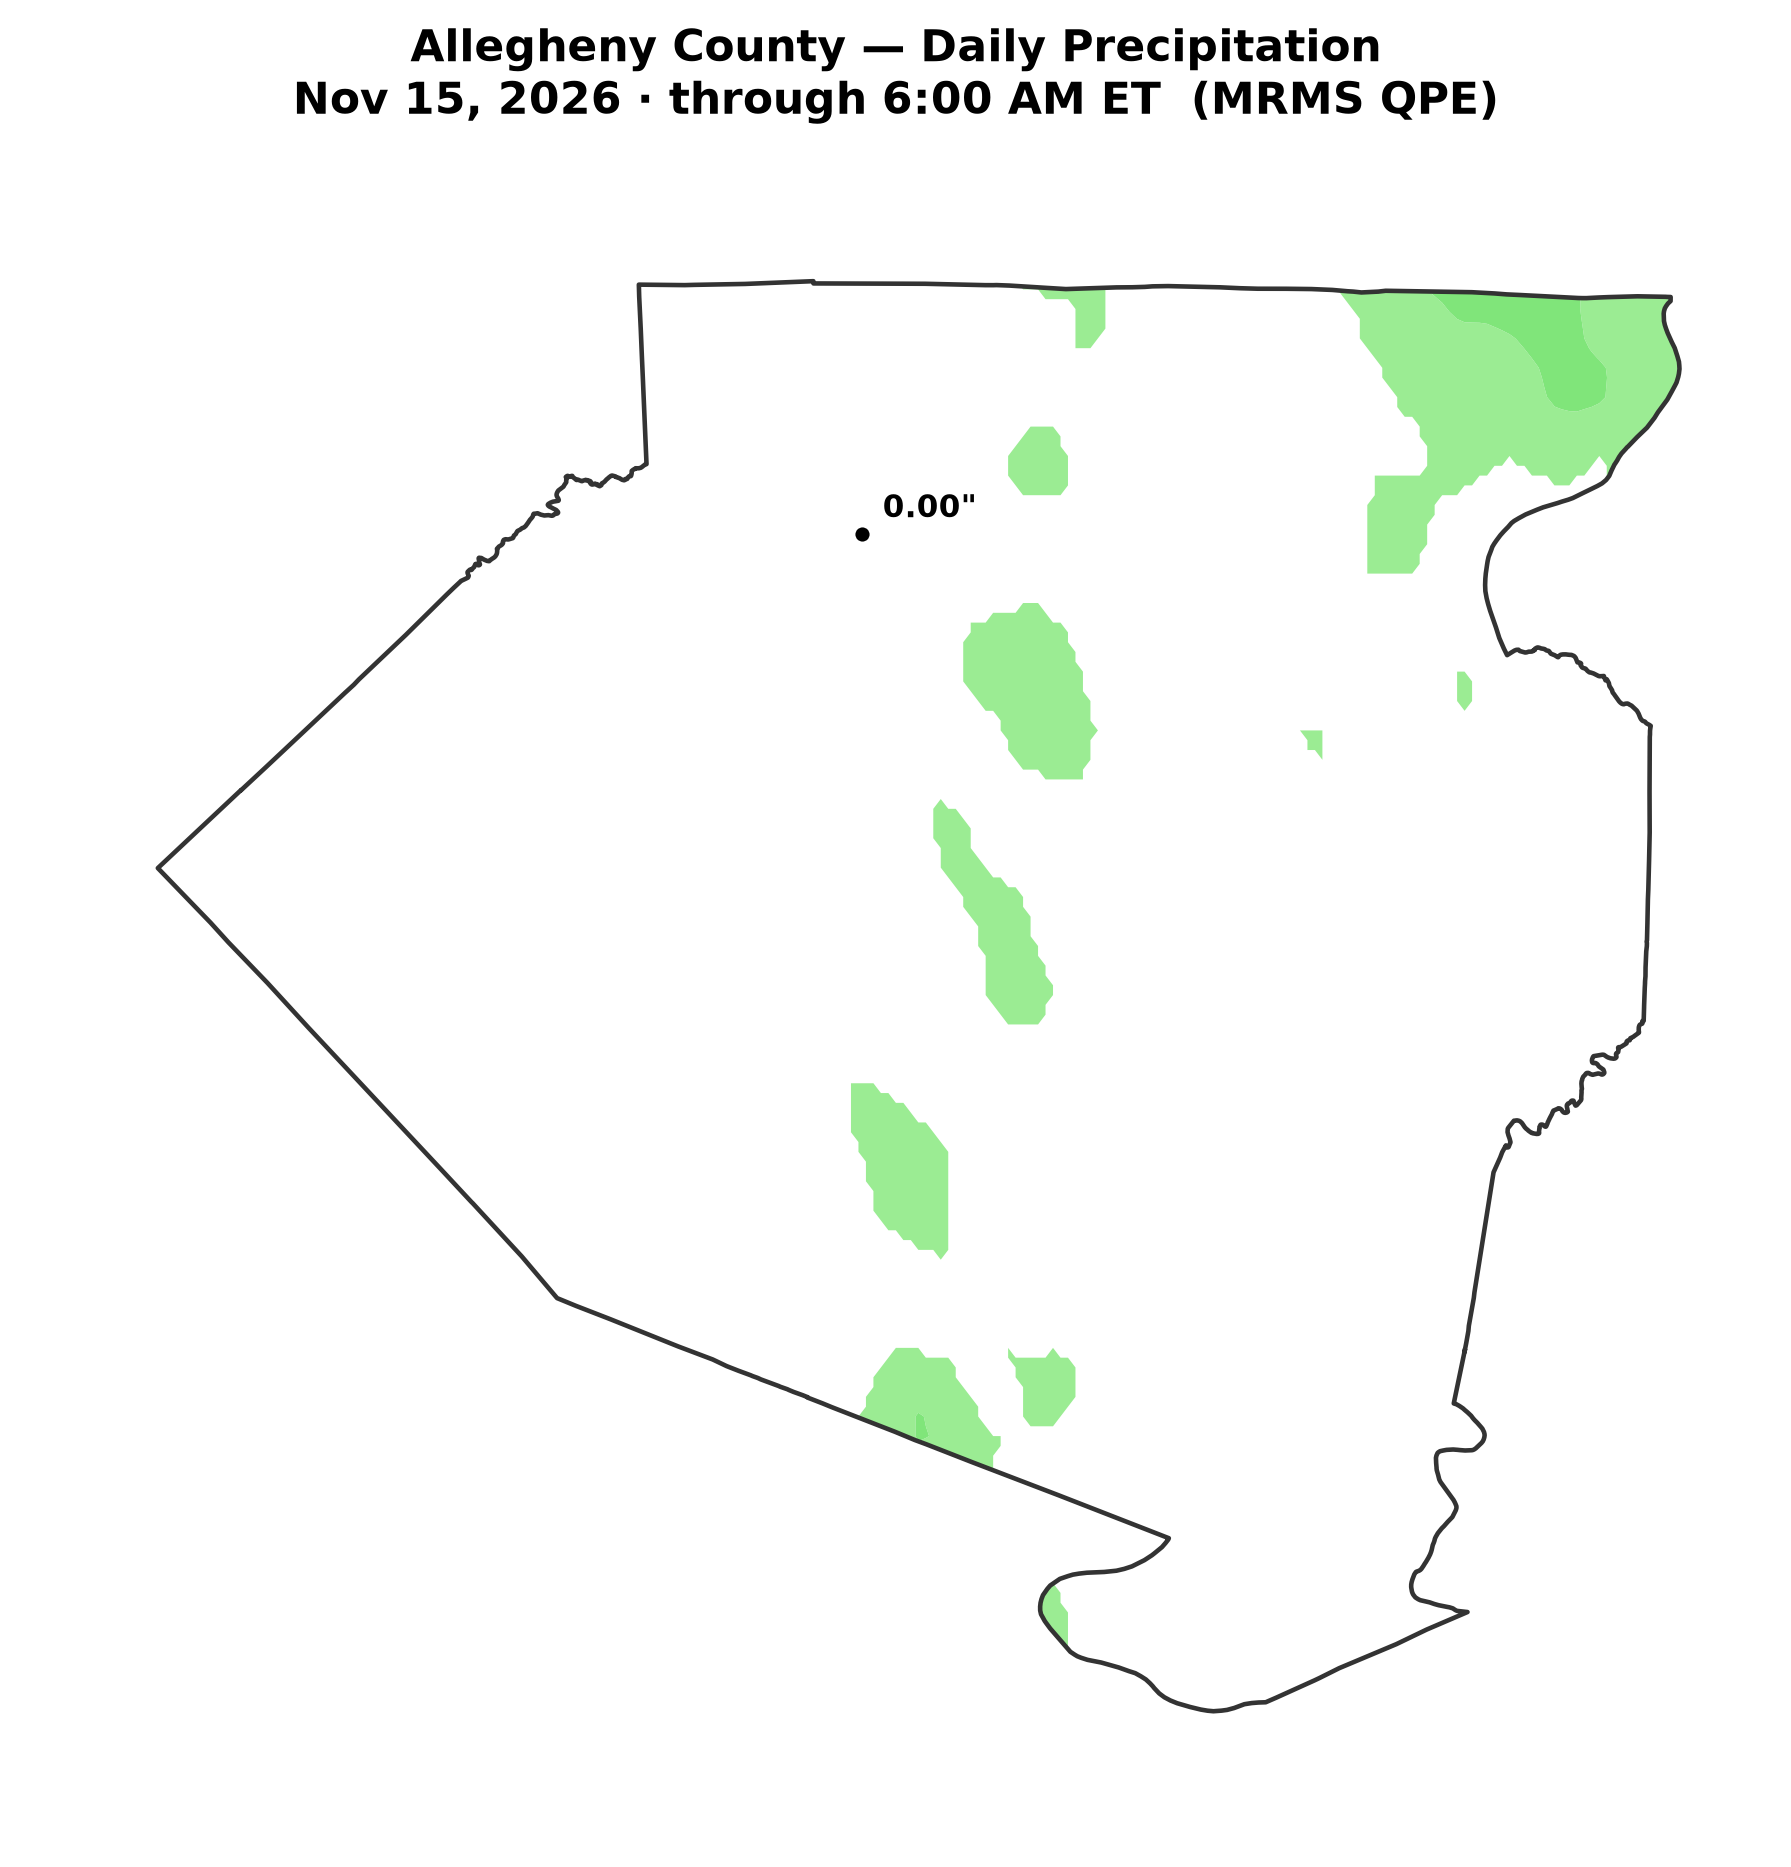 Allegheny County — Daily Precipitation
Nov 15, 2026 · through 6:00 AM ET (MRMS QPE)
0.00"